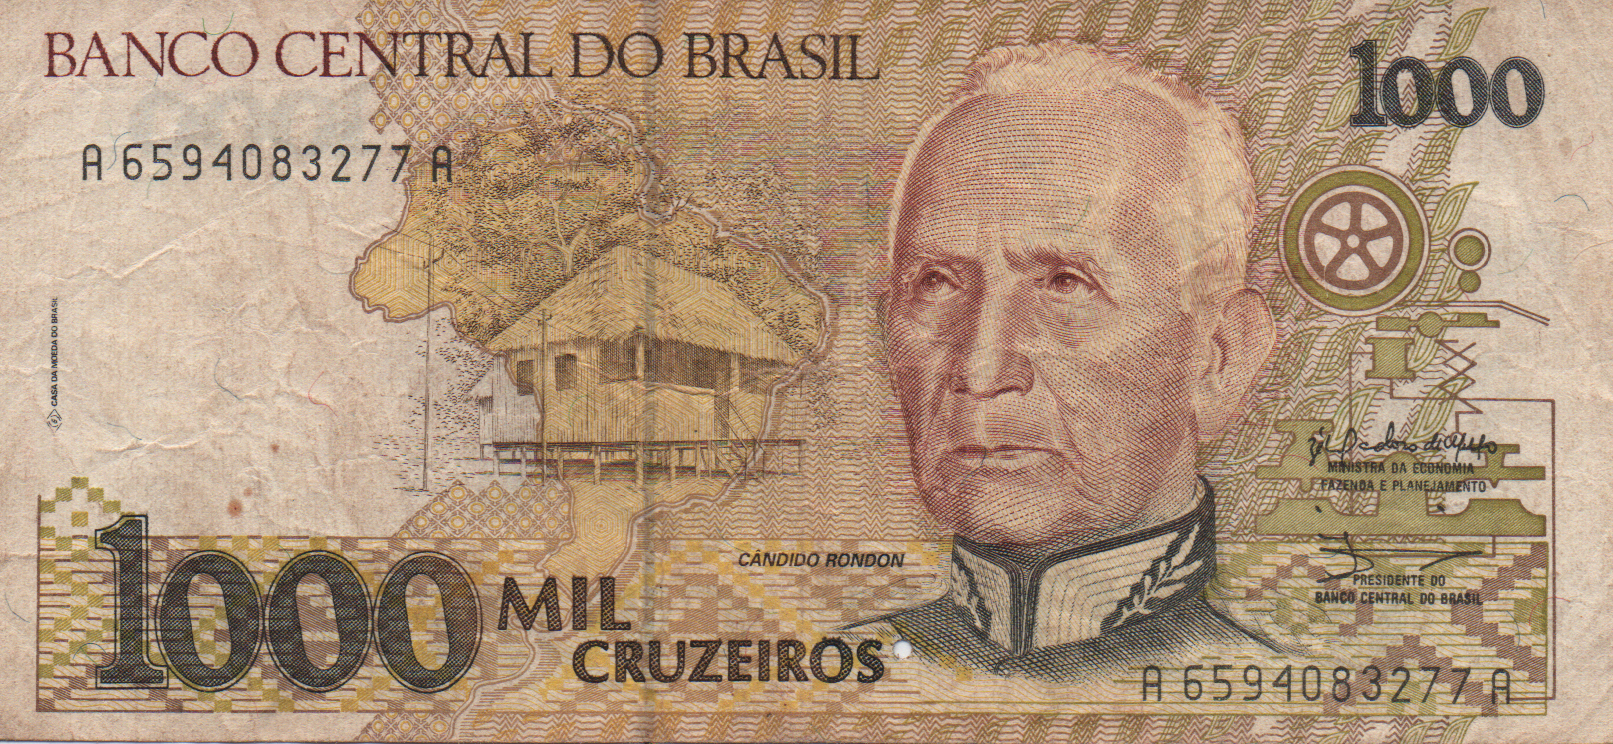 BANCO CENTRAL DO BRASIL
1000
A 6594083277 A
CASA DA MOEDA DO BRASIL
MINISTRA DA ECONOMIA
FAZENDA E PLANEJAMENTO
CÂNDIDO RONDON
PRESIDENTE DO
BANCO CENTRAL DO BRASIL
1000 MIL
CRUZEIROS
A 6594083277 A